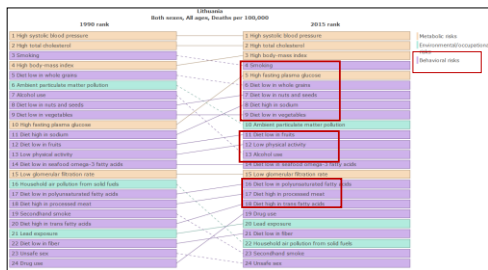 Lithuania
Both sexes, All ages, Deaths per 100,000
1990 rank
2015 rank
1 High systolic blood pressure
2 High total cholesterol
3 Smoking
4 High body-mass index
5 Diet low in whole grains
6 Ambient particulate matter pollution
7 Alcohol use
8 Diet low in nuts and seeds
9 Diet low in vegetables
10 High fasting plasma glucose
11 Diet high in sodium
12 Diet low in fruits
13 Low physical activity
14 Diet low in seafood omega-3 fatty acids
15 Low glomerular filtration rate
16 Household air pollution from solid fuels
17 Diet low in polyunsaturated fatty acids
18 Diet high in processed meat
19 Secondhand smoke
20 Diet high in trans fatty acids
21 Lead exposure
22 Diet low in fiber
23 Unsafe sex
24 Drug use
1 High systolic blood pressure
2 High total cholesterol
3 High body-mass index
4 Smoking
5 High fasting plasma glucose
6 Diet low in whole grains
7 Diet low in nuts and seeds
8 Diet high in sodium
9 Diet low in vegetables
10 Ambient particulate matter pollution
11 Diet low in fruits
12 Low physical activity
13 Alcohol use
14 Diet low in seafood omega-3 fatty acids
15 Low glomerular filtration rate
16 Diet low in polyunsaturated fatty acids
17 Diet high in processed meat
18 Diet high in trans fatty acids
19 Drug use
20 Lead exposure
21 Diet low in fiber
22 Household air pollution from solid fuels
23 Secondhand smoke
24 Unsafe sex
Metabolic risks
Environmental/occupational risks
Behavioral risks